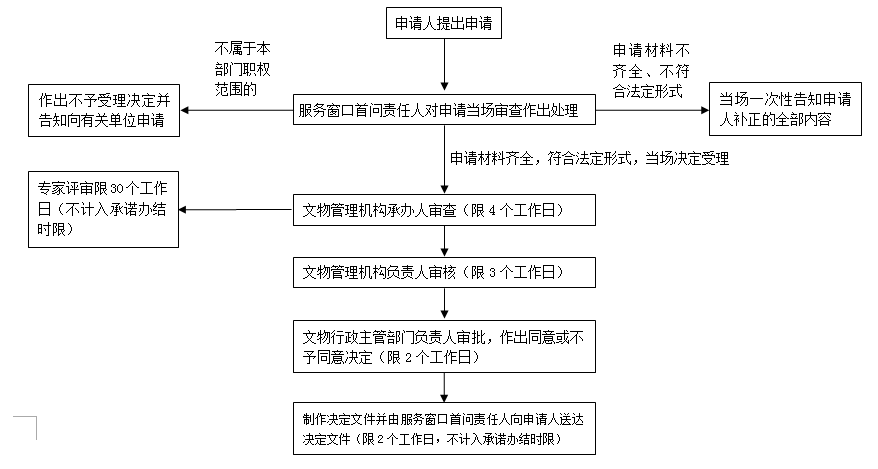 申请人提出申请
不属于本
部门职权
范围的
申请材料不
齐全、不符
合法定形式
作出不予受理决定并
告知向有关单位申请
服务窗口首问责任人对申请当场审查作出处理
当场一次性告知申请
人补正的全部内容
申请材料齐全，符合法定形式，当场决定受理
专家评审限30个工作
日（不计入承诺办结
时限）
文物管理机构承办人审查（限4个工作日）
文物管理机构负责人审核（限3个工作日）
文物行政主管部门负责人审批，作出同意或不
予同意决定（限2个工作日）
制作决定文件并由服务窗口首问责任人向申请人送达
决定文件（限2个工作日，不计入承诺办结时限）